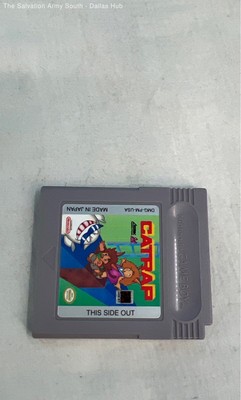 The Salvation Army South - Dallas Hub
DMG-PM-USA
MADE IN JAPAN
CATRAP
THIS SIDE OUT